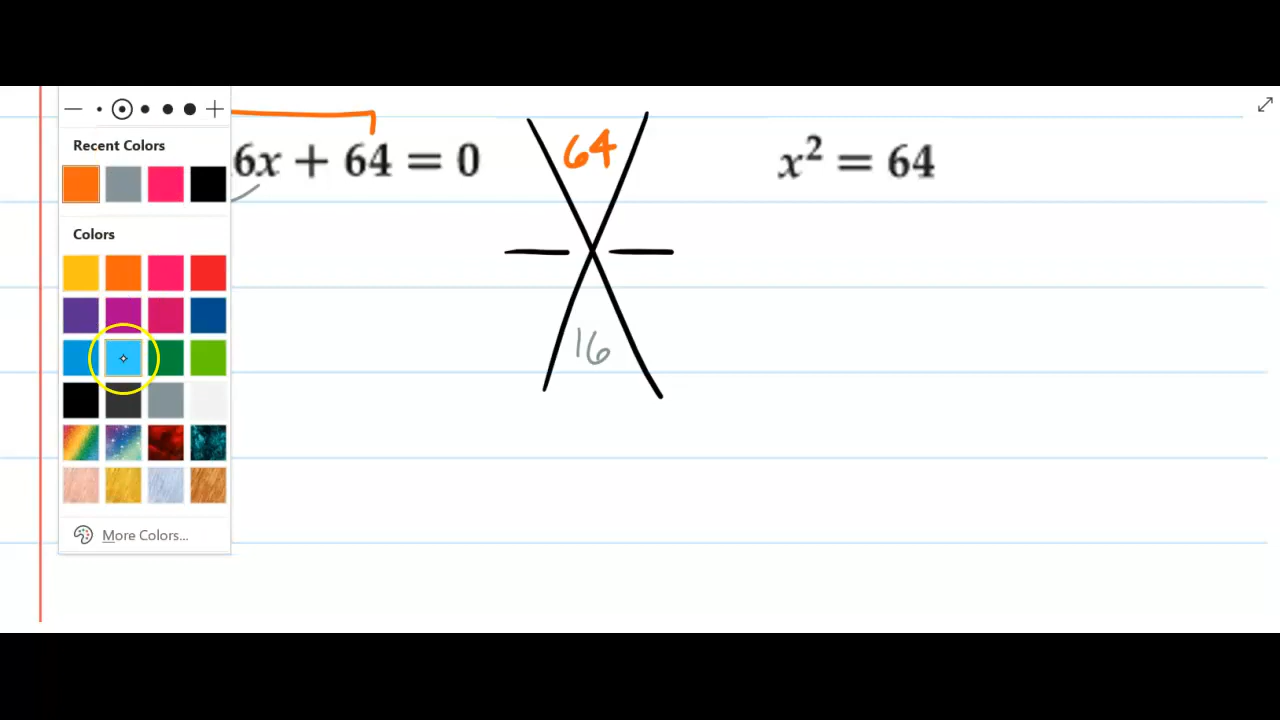 Recent Colors
Colors
More Colors...
6x + 64 = 0
64
16
x² = 64